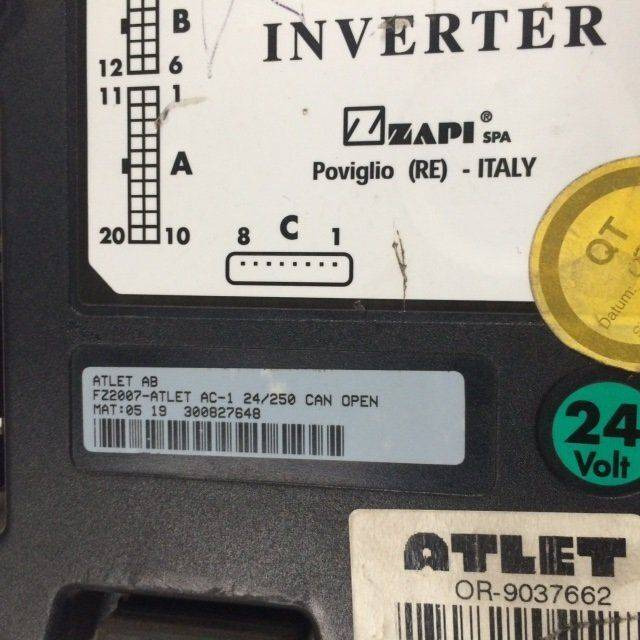 INVERTER
B
12 6
11 1
A
20 10
ZAPI® SPA
Poviglio (RE) - ITALY
8 C 1
QT
Datum:
ATLET AB
FZ2007-ATLET AC-1 24/250 CAN OPEN
MAT:05 19 300827648
24
Volt
ATLET
OR-9037662